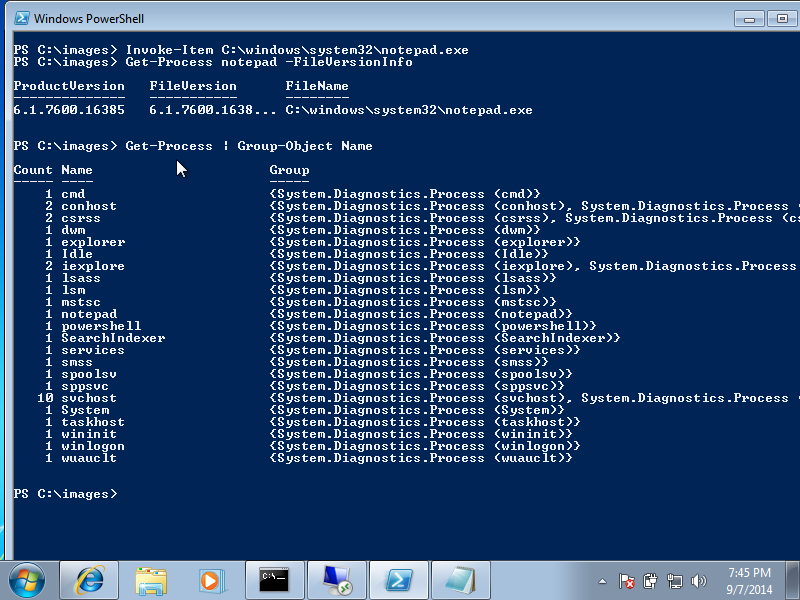 Windows PowerShell
PS C:\images> Invoke-Item C:\windows\system32\notepad.exe
PS C:\images> Get-Process notepad -FileVersionInfo
ProductVersion FileVersion FileName
-------------- ----------- --------
6.1.7600.16385 6.1.7600.1638... C:\windows\system32\notepad.exe
PS C:\images> Get-Process | Group-Object Name
Count Name Group
----- ---- -----
1 cmd {System.Diagnostics.Process (cmd)}
2 conhost {System.Diagnostics.Process (conhost), System.Diagnostics.Process (
2 csrss {System.Diagnostics.Process (csrss), System.Diagnostics.Process (cs
1 dwm {System.Diagnostics.Process (dwm)}
1 explorer {System.Diagnostics.Process (explorer)}
1 Idle {System.Diagnostics.Process (Idle)}
2 iexplore {System.Diagnostics.Process (iexplore), System.Diagnostics.Process
1 lsass {System.Diagnostics.Process (lsass)}
1 lsm {System.Diagnostics.Process (lsm)}
1 mstsc {System.Diagnostics.Process (mstsc)}
1 notepad {System.Diagnostics.Process (notepad)}
1 powershell {System.Diagnostics.Process (powershell)}
1 SearchIndexer {System.Diagnostics.Process (SearchIndexer)}
1 services {System.Diagnostics.Process (services)}
1 smss {System.Diagnostics.Process (smss)}
1 spoolsv {System.Diagnostics.Process (spoolsv)}
1 sppsvc {System.Diagnostics.Process (sppsvc)}
10 svchost {System.Diagnostics.Process (svchost), System.Diagnostics.Process (
1 System {System.Diagnostics.Process (System)}
1 taskhost {System.Diagnostics.Process (taskhost)}
1 wininit {System.Diagnostics.Process (wininit)}
1 winlogon {System.Diagnostics.Process (winlogon)}
1 wuauclt {System.Diagnostics.Process (wuauclt)}
PS C:\images>
C:\_
7:45 PM
9/7/2014